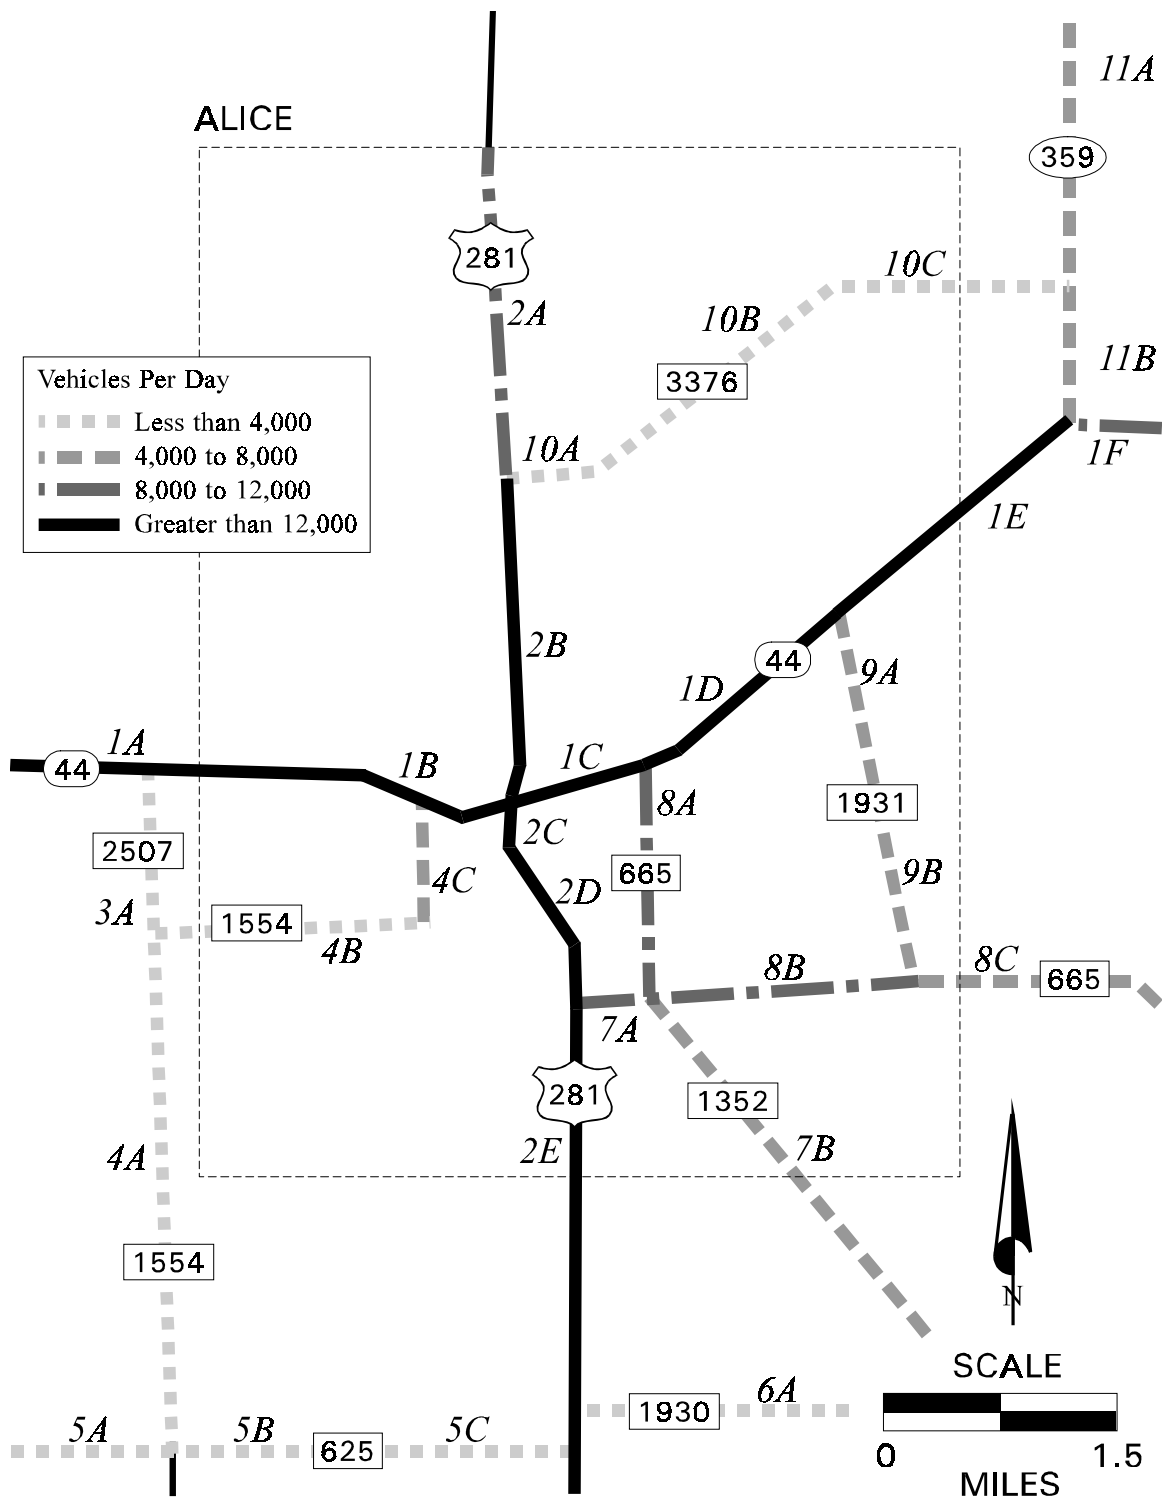 11A
ALICE
359
281
10C
2A
10B
11B
3376
Vehicles Per Day
Less than 4,000
4,000 to 8,000
8,000 to 12,000
Greater than 12,000
10A
1F
1E
2B
44
9A
1D
1A
44
1B
1C
8A
1931
2C
2507
4C
2D
665
9B
3A
1554
4B
8B
8C
665
7A
281
1352
2E
7B
4A
1554
N
SCALE
6A
1930
5A
5B
5C
625
0
1.5
MILES